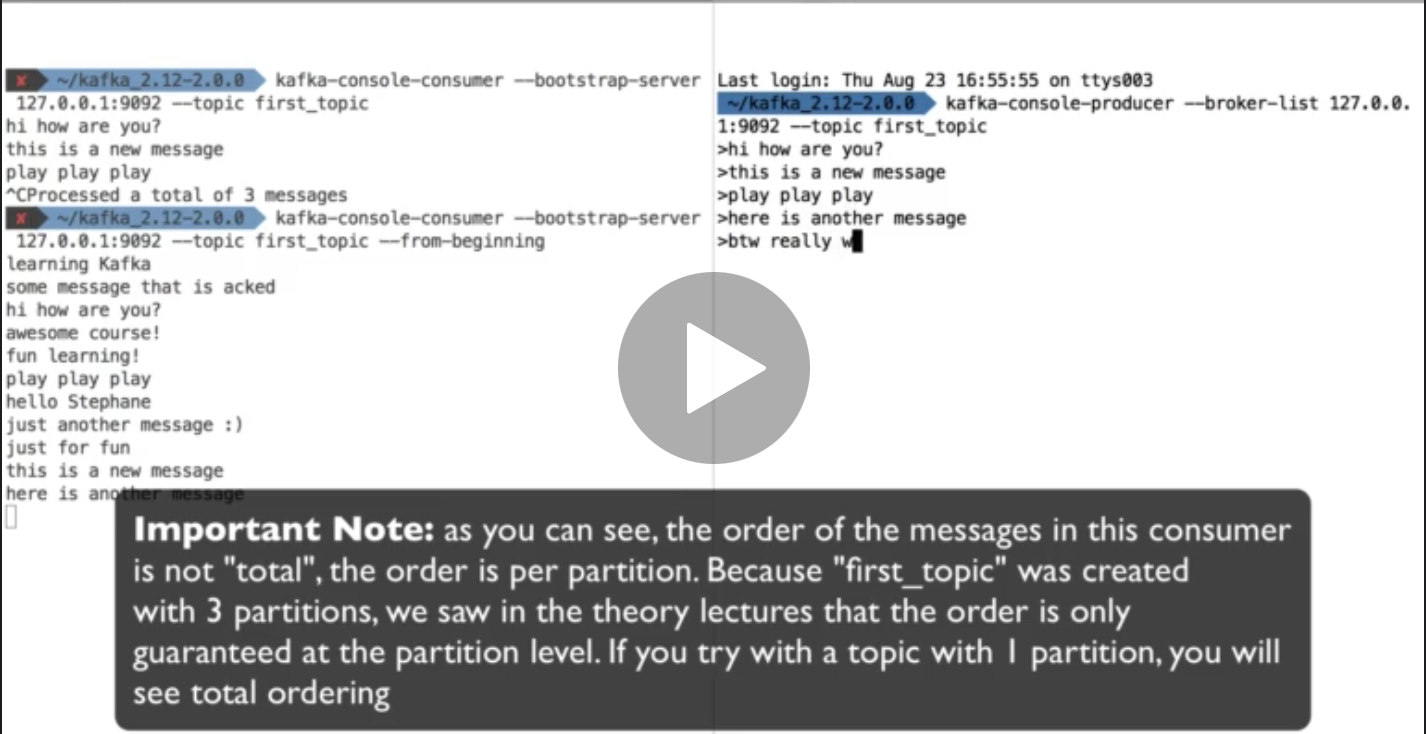 ✘ ~/kafka_2.12-2.0.0 kafka-console-consumer --bootstrap-server
127.0.0.1:9092 --topic first_topic
hi how are you?
this is a new message
play play play
^CProcessed a total of 3 messages
✘ ~/kafka_2.12-2.0.0 kafka-console-consumer --bootstrap-server
127.0.0.1:9092 --topic first_topic --from-beginning
learning Kafka
some message that is acked
hi how are you?
awesome course!
fun learning!
play play play
hello Stephane
just another message :)
just for fun
this is a new message
here is another message
Last login: Thu Aug 23 16:55:55 on ttys003
~/kafka_2.12-2.0.0 kafka-console-producer --broker-list 127.0.0.
1:9092 --topic first_topic
>hi how are you?
>this is a new message
>play play play
>here is another message
>btw really w
Important Note: as you can see, the order of the messages in this consumer
is not "total", the order is per partition. Because "first_topic" was created
with 3 partitions, we saw in the theory lectures that the order is only
guaranteed at the partition level. If you try with a topic with 1 partition, you will
see total ordering